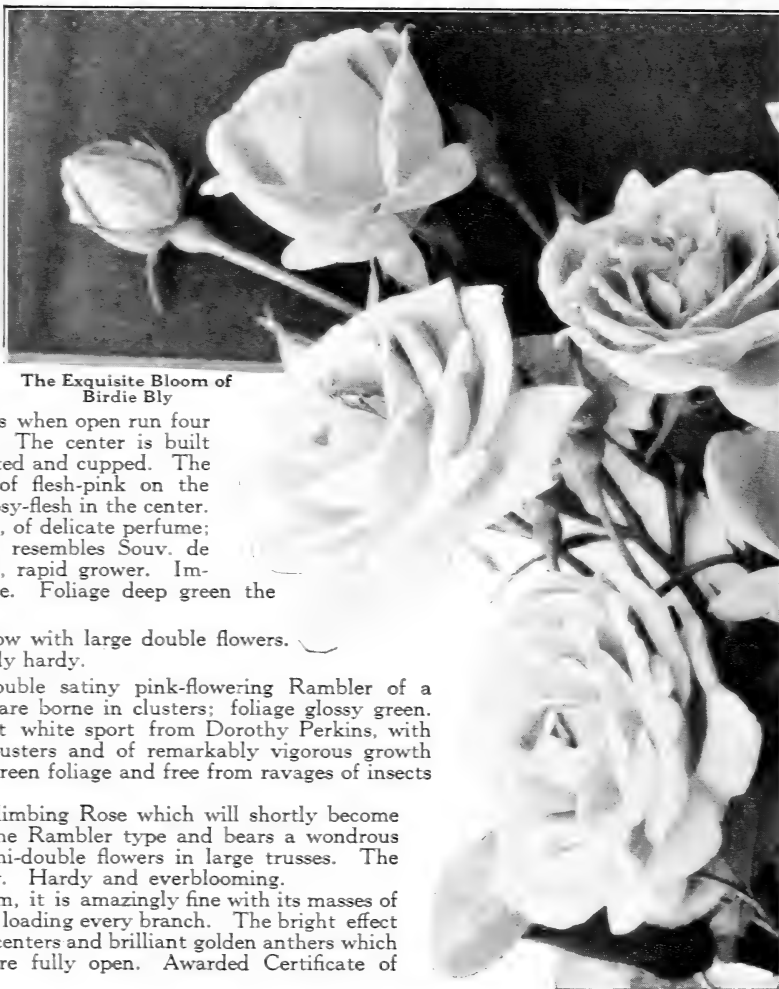 The Exquisite Bloom of
Birdie Bly
s when open run four
The center is built
ed and cupped. The
of flesh-pink on the
sy-flesh in the center.
, of delicate perfume;
resembles Souv. de
, rapid grower. Im-
e. Foliage deep green the
ow with large double flowers.
ly hardy.
ouble satiny pink-flowering Rambler of a
are borne in clusters; foliage glossy green.
t white sport from Dorothy Perkins, with
usters and of remarkably vigorous growth
reen foliage and free from ravages of insects
limbing Rose which will shortly become
ne Rambler type and bears a wondrous
ni-double flowers in large trusses. The
. Hardy and everblooming.
m, it is amazingly fine with its masses of
loading every branch. The bright effect
centers and brilliant golden anthers which
re fully open. Awarded Certificate of